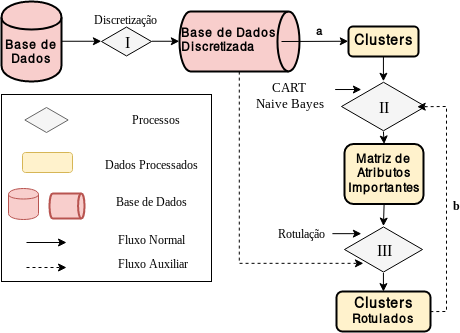 Base de
Dados
Discretização
I
Base de Dados
Discretizada
a
Clusters
CART
Naive Bayes
II
Matriz de
Atributos
Importantes
b
Rotulação
III
Clusters
Rotulados
Processos
Dados Processados
Base de Dados
Fluxo Normal
Fluxo Auxiliar